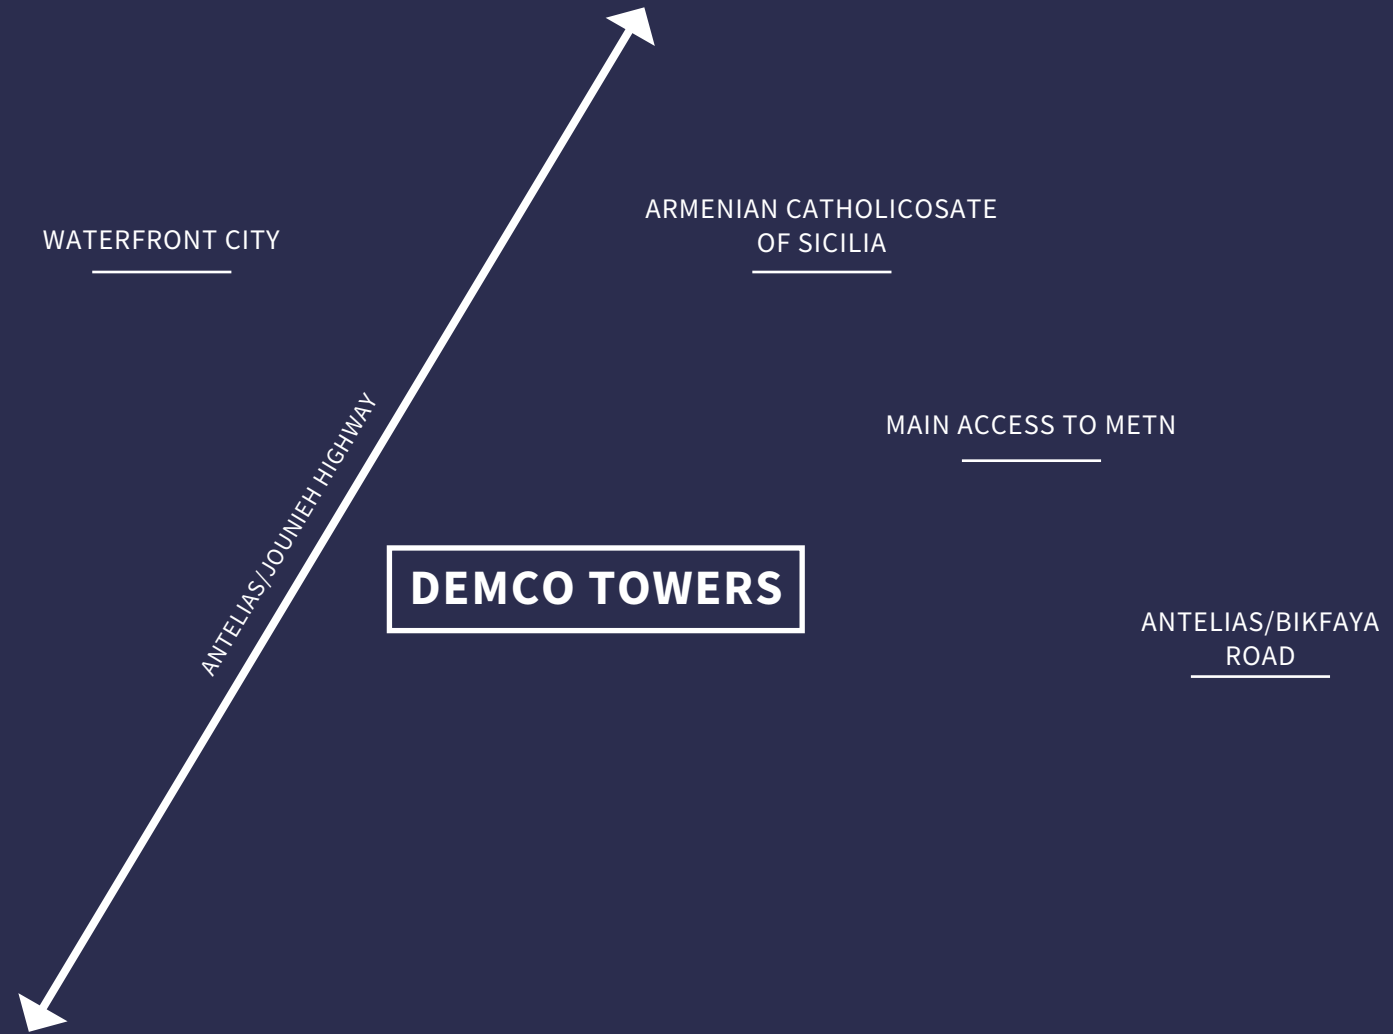 WATERFRONT CITY
ARMENIAN CATHOLICOSATE
OF SICILIA
ANTELIAS/JOUNIEH HIGHWAY
MAIN ACCESS TO METN
DEMCO TOWERS
ANTELIAS/BIKFAYA
ROAD